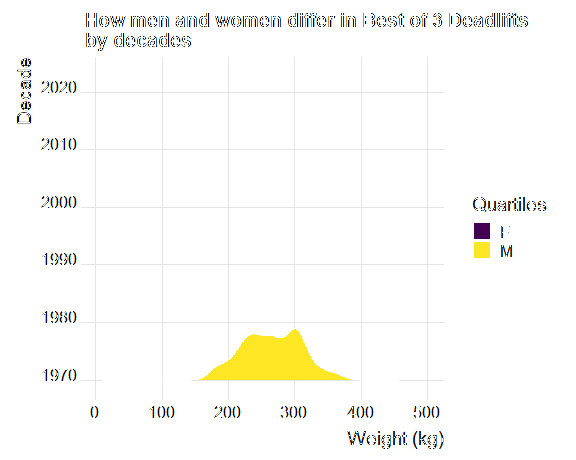 How men and women differ in Best of 3 Deadlifts
by decades
Decade
2020
2010
2000
1990
1980
1970
0 100 200 300 400 500
Weight (kg)
Quartiles
F
M